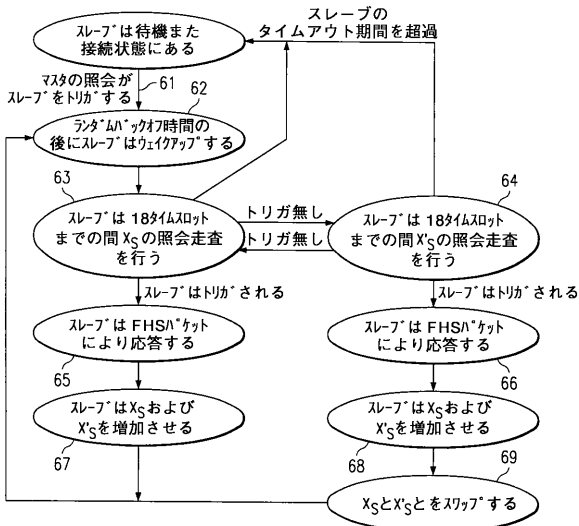 スレーブの
タイムアウト期間を超過
スレーブは待機また
接続状態にある
マスタの照会が
スレーブをトリガする
61
62
ランダムバックオフ時間の
後にスレーブはウェイクアップする
63
スレーブは18タイムスロット
までの間XSの照会走査
を行う
トリガ無し
トリガ無し
64
スレーブは18タイムスロット
までの間X'Sの照会走査
を行う
スレーブはトリガされる
スレーブはトリガされる
スレーブはFHSパケット
により応答する
65
スレーブはFHSパケット
により応答する
66
スレーブはXSおよび
X'Sを増加させる
67
スレーブはXSおよび
X'Sを増加させる
68
69
XSとX'Sとをスワップする